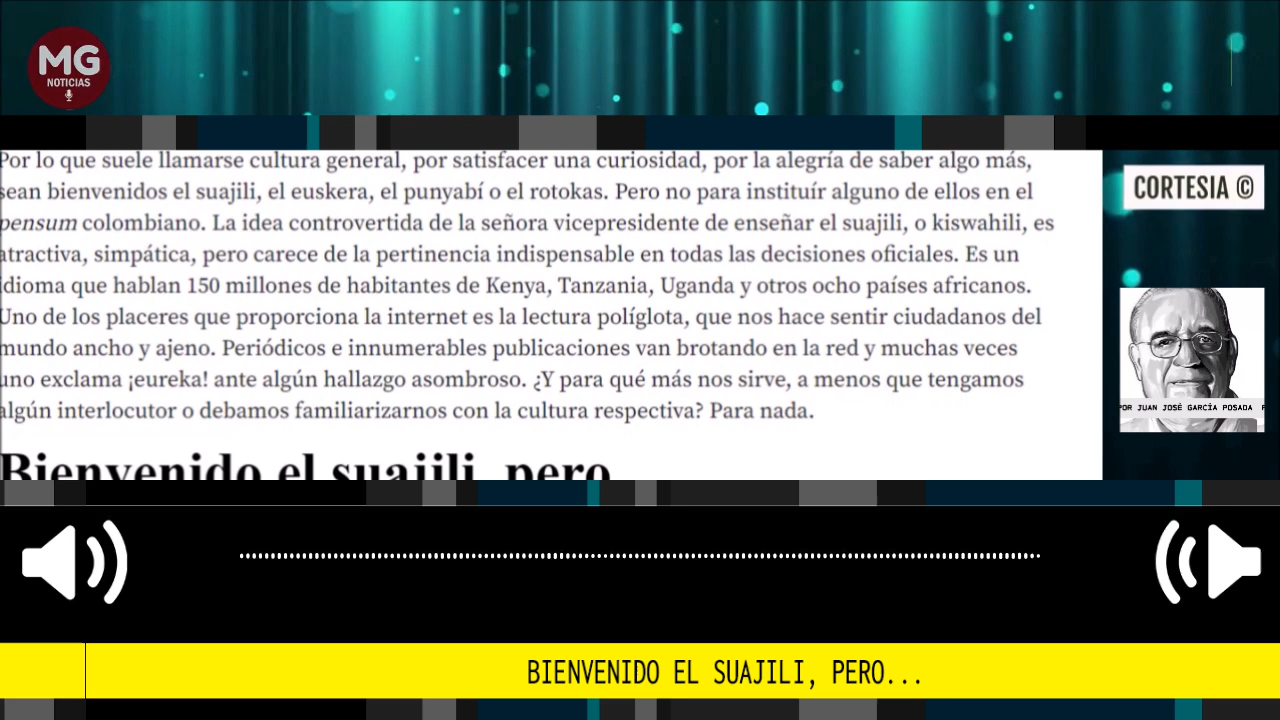 MG
NOTICIAS
Por lo que suele llamarse cultura general, por satisfacer una curiosidad, por la alegría de saber algo más,
sean bienvenidos el suajili, el euskera, el punyabí o el rotokas. Pero no para instituír alguno de ellos en el
pensum colombiano. La idea controvertida de la señora vicepresidente de enseñar el suajili, o kiswahili, es
atractiva, simpática, pero carece de la pertinencia indispensable en todas las decisiones oficiales. Es un
idioma que hablan 150 millones de habitantes de Kenya, Tanzania, Uganda y otros ocho países africanos.
Uno de los placeres que proporciona la internet es la lectura políglota, que nos hace sentir ciudadanos del
mundo ancho y ajeno. Periódicos e innumerables publicaciones van brotando en la red y muchas veces
uno exclama ¡eureka! ante algún hallazgo asombroso. ¿Y para qué más nos sirve, a menos que tengamos
algún interlocutor o debamos familiarizarnos con la cultura respectiva? Para nada.
Bienvenido el suajili, pero
CORTESIA ©
POR JUAN JOSÉ GARCÍA POSADA
BIENVENIDO EL SUAJILI, PERO...